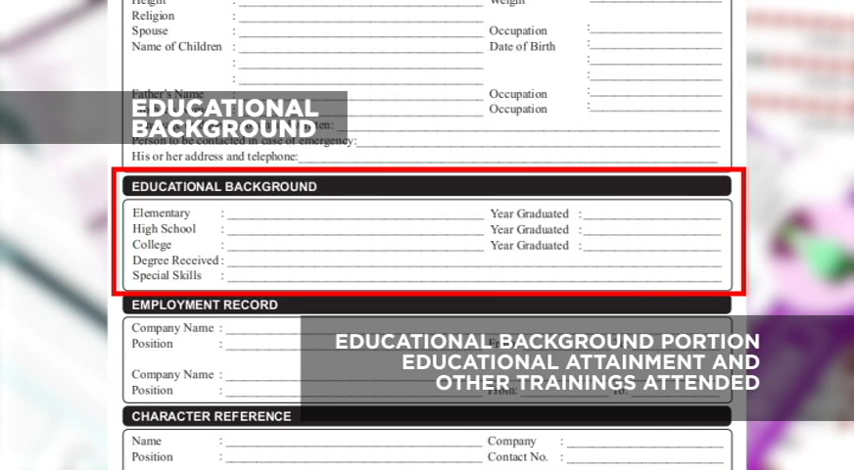 Height : Weight :
Religion :
Spouse : Occupation :
Name of Children : Date of Birth :
:
:
Father's Name Occupation :
Occupation :
EDUCATIONAL
BACKGROUND
Person to be contacted in case of emergency:
His or her address and telephone:
EDUCATIONAL BACKGROUND
Elementary : Year Graduated :
High School : Year Graduated :
College : Year Graduated :
Degree Received :
Special Skills :
EMPLOYMENT RECORD
Company Name :
Position :
EDUCATIONAL BACKGROUND PORTION
EDUCATIONAL ATTAINMENT AND
OTHER TRAININGS ATTENDED
Company Name :
Position : From: To:
CHARACTER REFERENCE
Name : Company :
Position : Contact No. :